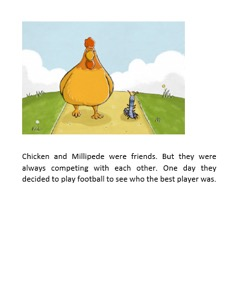 Chicken and Millipede were friends. But they were
always competing with each other. One day they
decided to play football to see who the best player was.